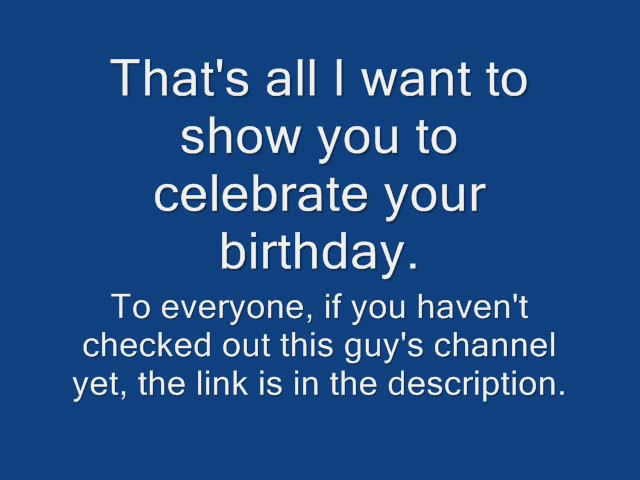 That's all I want to
show you to
celebrate your
birthday.
To everyone, if you haven't
checked out this guy's channel
yet, the link is in the description.